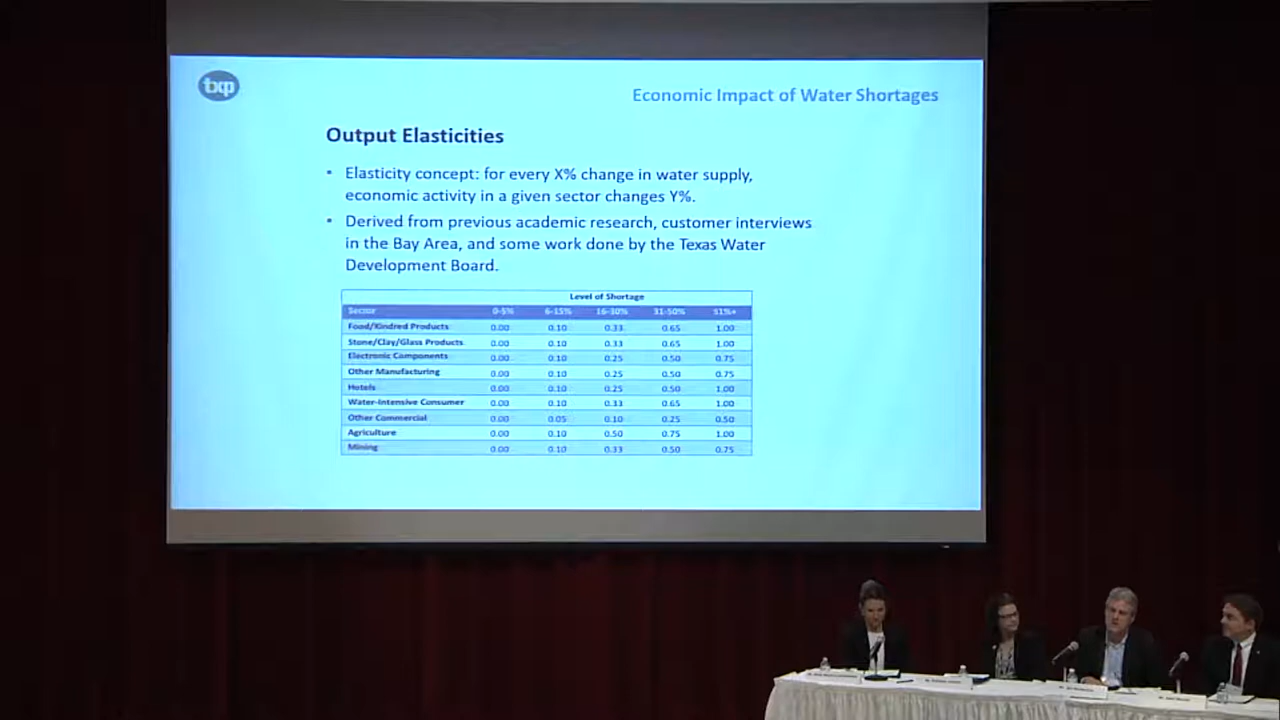 txp
Economic Impact of Water Shortages
Output Elasticities
• Elasticity concept: for every X% change in water supply,
economic activity in a given sector changes Y%.
• Derived from previous academic research, customer interviews
in the Bay Area, and some work done by the Texas Water
Development Board.
Level of Shortage
Sector 0-5% 6-15% 16-30% 31-50% 51%+
Food/Kindred Products 0.00 0.10 0.33 0.65 1.00
Stone/Clay/Glass Products 0.00 0.10 0.33 0.65 1.00
Electronic Components 0.00 0.10 0.25 0.50 0.75
Other Manufacturing 0.00 0.10 0.25 0.50 0.75
Hotels 0.00 0.10 0.25 0.50 1.00
Water-Intensive Consumer 0.00 0.10 0.33 0.65 1.00
Other Commercial 0.00 0.05 0.10 0.25 0.50
Agriculture 0.00 0.10 0.50 0.75 1.00
Mining 0.00 0.10 0.33 0.50 0.75